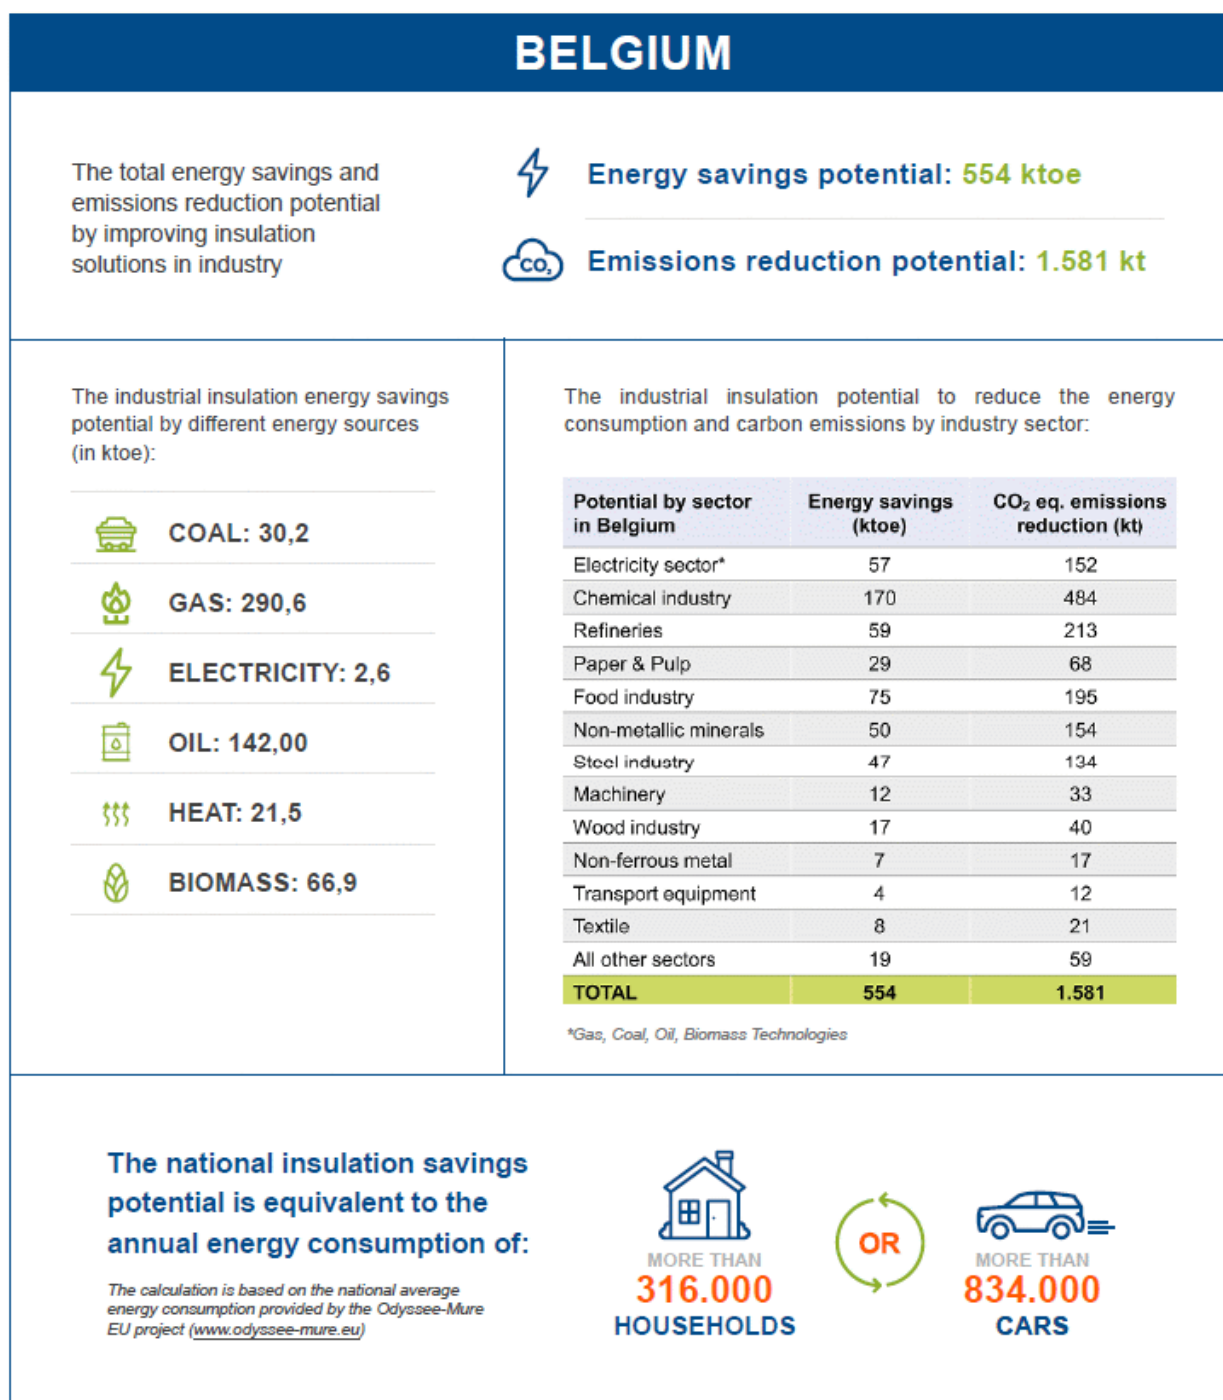 BELGIUM
The total energy savings and
emissions reduction potential
by improving insulation
solutions in industry
Energy savings potential: 554 ktoe
CO₂
Emissions reduction potential: 1.581 kt
The industrial insulation energy savings
potential by different energy sources
(in ktoe):
COAL: 30,2
GAS: 290,6
ELECTRICITY: 2,6
OIL: 142,00
HEAT: 21,5
BIOMASS: 66,9
The industrial insulation potential to reduce the energy
consumption and carbon emissions by industry sector:
Potential by sector in Belgium Energy savings (ktoe) CO₂ eq. emissions reduction (kt)
Electricity sector* 57 152
Chemical industry 170 484
Refineries 59 213
Paper & Pulp 29 68
Food industry 75 195
Non-metallic minerals 50 154
Steel industry 47 134
Machinery 12 33
Wood industry 17 40
Non-ferrous metal 7 17
Transport equipment 4 12
Textile 8 21
All other sectors 19 59
TOTAL 554 1.581
*Gas, Coal, Oil, Biomass Technologies
The national insulation savings
potential is equivalent to the
annual energy consumption of:
The calculation is based on the national average
energy consumption provided by the Odyssee-Mure
EU project (www.odyssee-mure.eu)
MORE THAN
316.000
HOUSEHOLDS
OR
MORE THAN
834.000
CARS